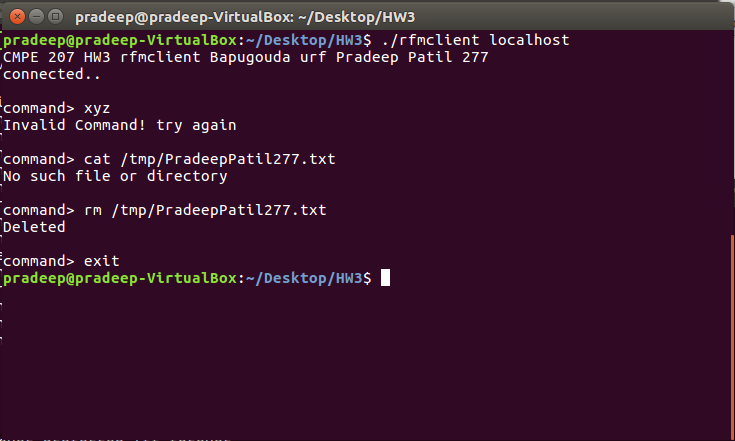 pradeep@pradeep-VirtualBox: ~/Desktop/HW3
pradeep@pradeep-VirtualBox:~/Desktop/HW3$ ./rfmclient localhost
CMPE 207 HW3 rfmclient Bapugouda urf Pradeep Patil 277
connected..
command> xyz
Invalid Command! try again
command> cat /tmp/PradeepPatil277.txt
No such file or directory
command> rm /tmp/PradeepPatil277.txt
Deleted
command> exit
pradeep@pradeep-VirtualBox:~/Desktop/HW3$